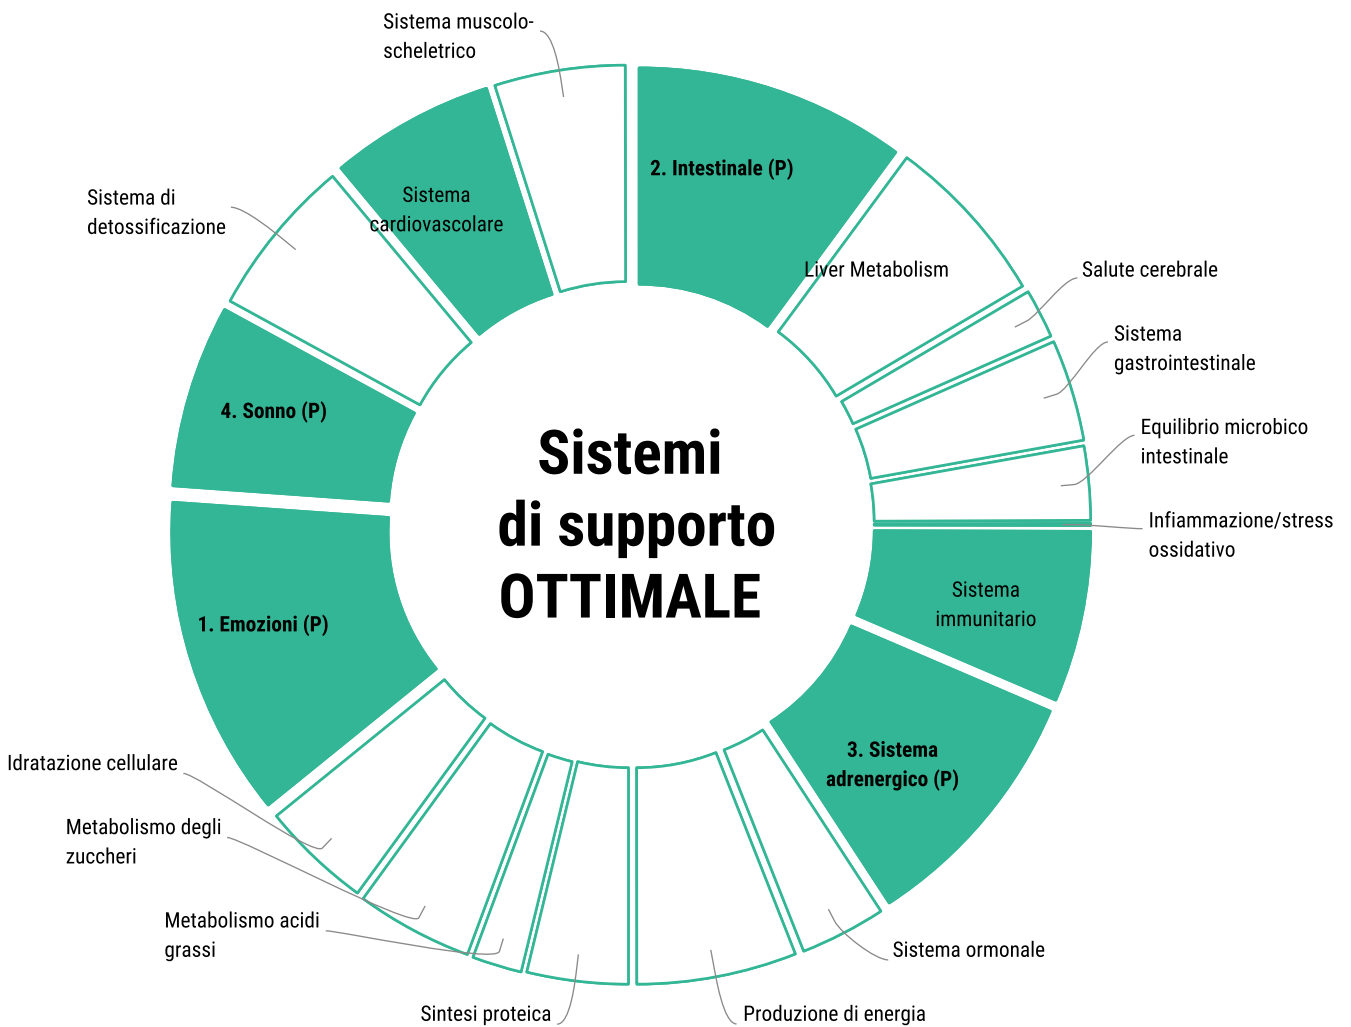 Sistema muscolo-
scheletrico
2. Intestinale (P)
Liver Metabolism
Salute cerebrale
Sistema
gastrointestinale
Equilibrio microbico
intestinale
Infiammazione/stress
ossidativo
Sistema
immunitario
3. Sistema
adrenergico (P)
Sistema ormonale
Produzione di energia
Sintesi proteica
Metabolismo acidi
grassi
Metabolismo degli
zuccheri
Idratazione cellulare
1. Emozioni (P)
4. Sonno (P)
Sistema di
detossificazione
Sistema
cardiovascolare
Sistemi
di supporto
OTTIMALE